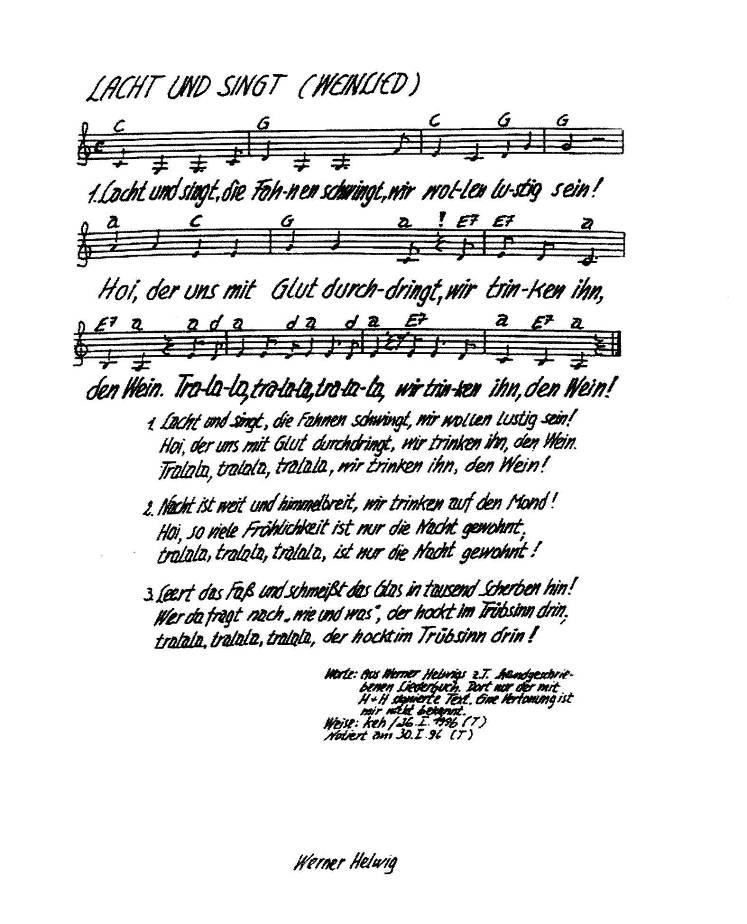 LACHT UND SINGT (WEINLIED)
C G C G G
1. Lacht und singt, die Fah-nen schwingt, wir wol-len lu-stig sein!
a C G a ! E7 E7 a
Hoi, der uns mit Glut durch-dringt, wir trin-ken ihn,
E7 a a d a d a d a E7 a E7 a
den Wein. Tra-la-la, tra-la-la, tra-la-la, wir trin-ken ihn, den Wein!
1. Lacht und singt, die Fahnen schwingt, wir wollen lustig sein!
Hoi, der uns mit Glut durchdringt, wir trinken ihn, den Wein.
Tralala, tralala, tralala, wir trinken ihn, den Wein!
2. Nacht ist weit und himmelbreit, wir trinken auf den Mond!
Hoi, so viele Fröhlichkeit ist nur die Nacht gewohnt,
tralala, tralala, tralala, ist nur die Nacht gewohnt!
3. Leert das Faß und schmeißt das Glas in tausend Scherben hin!
Wer da fragt nach „wie und was", der hockt im Trübsinn drin,
tralala, tralala, tralala, der hockt im Trübsinn drin!
Worte: Aus Werner Helwigs z.T. handgeschrie-
benen Liederbuch. Dort nur der mit
H+H signierte Text. Eine Vertonung ist
mir nicht bekannt.
Weise: keh / 26. I. 1996 (T)
Notiert am 30. I. 96 (T)
Werner Helwig